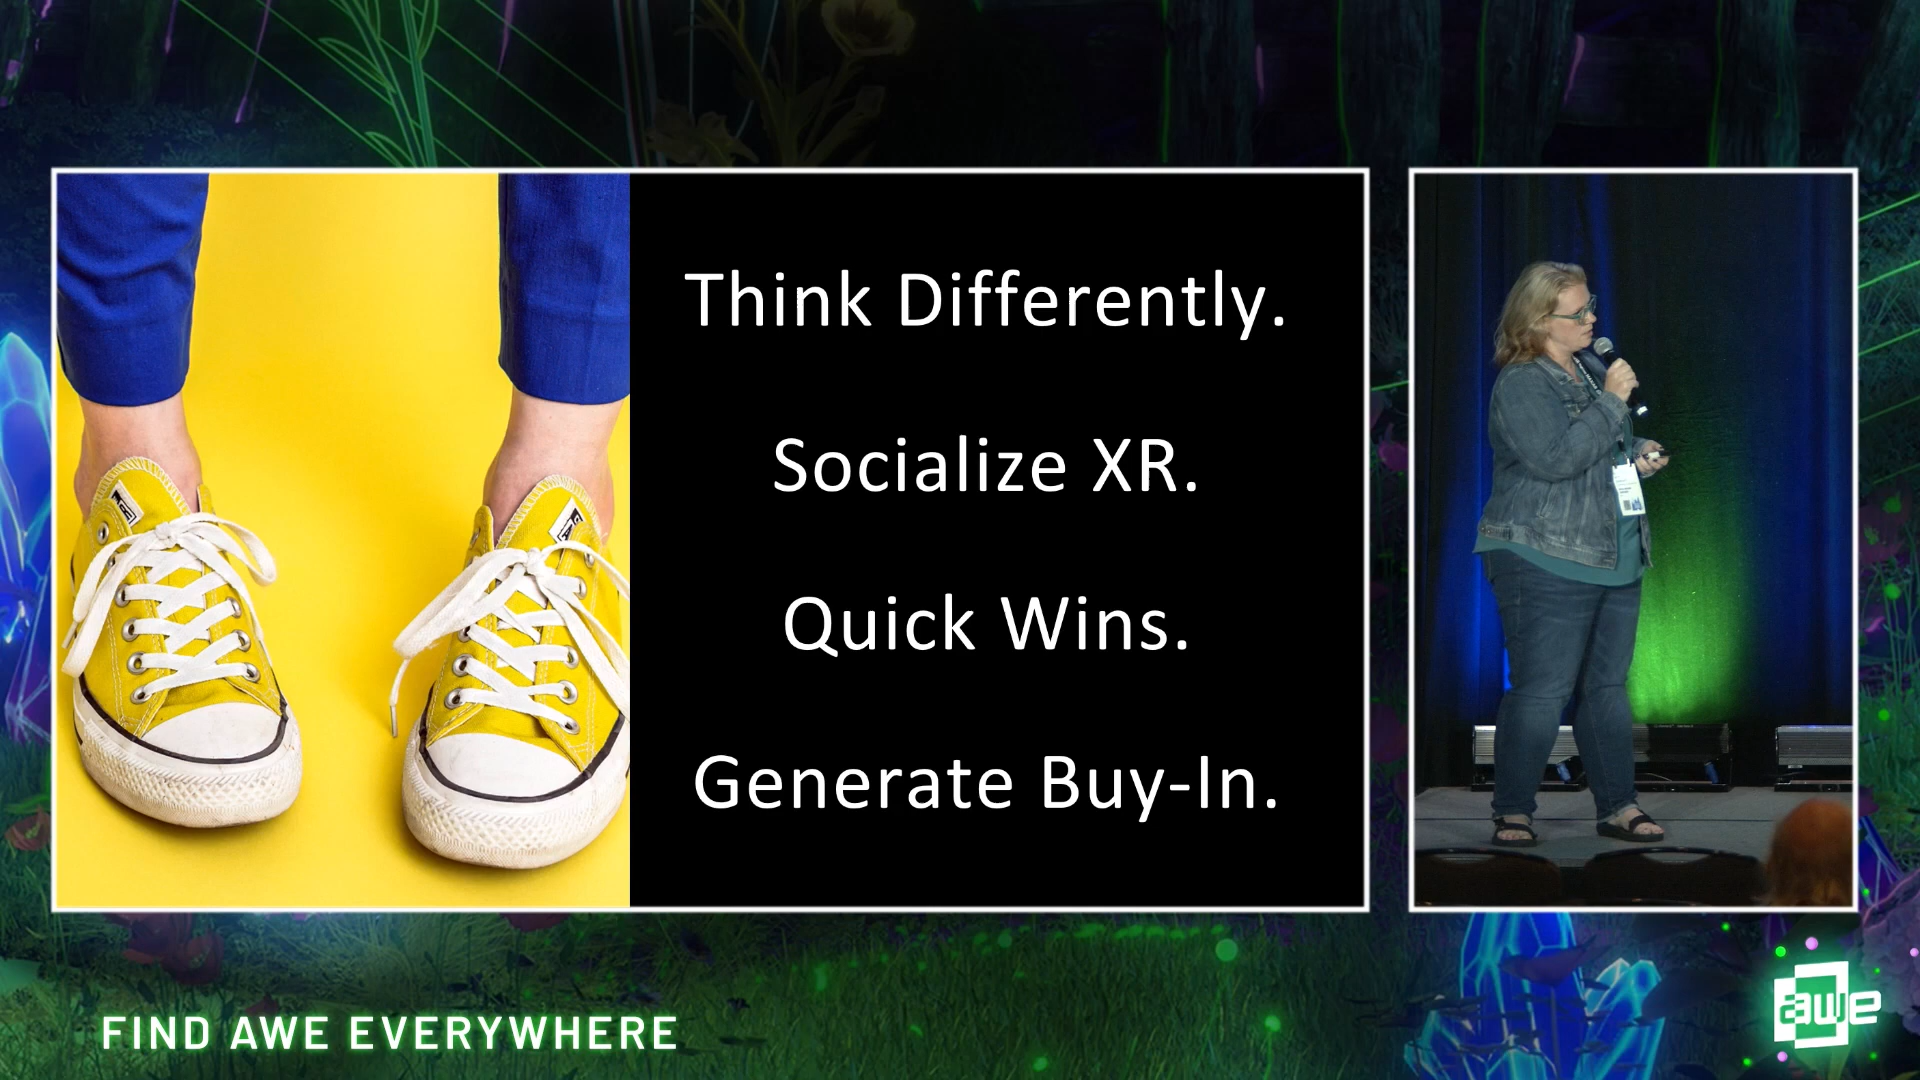 Think Differently.
Socialize XR.
Quick Wins.
Generate Buy-In.
FIND AWE EVERYWHERE
awe